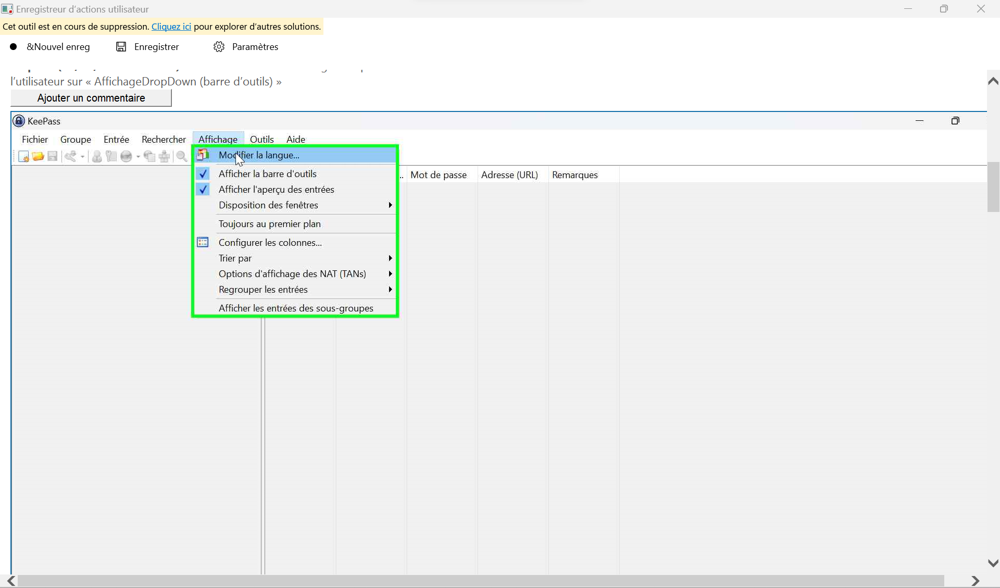 Enregistreur d'actions utilisateur
Cet outil est en cours de suppression. Cliquez ici pour explorer d'autres solutions.
&Nouvel enreg Enregistrer Paramètres
l'utilisateur sur « AffichageDropDown (barre d'outils) »
Ajouter un commentaire
KeePass
Fichier Groupe Entrée Rechercher Affichage Outils Aide
Modifier la langue...
Afficher la barre d'outils
.. Mot de passe Adresse (URL) Remarques
Afficher l'aperçu des entrées
Disposition des fenêtres
Toujours au premier plan
Configurer les colonnes...
Trier par
Options d'affichage des NAT (TANs)
Regrouper les entrées
Afficher les entrées des sous-groupes